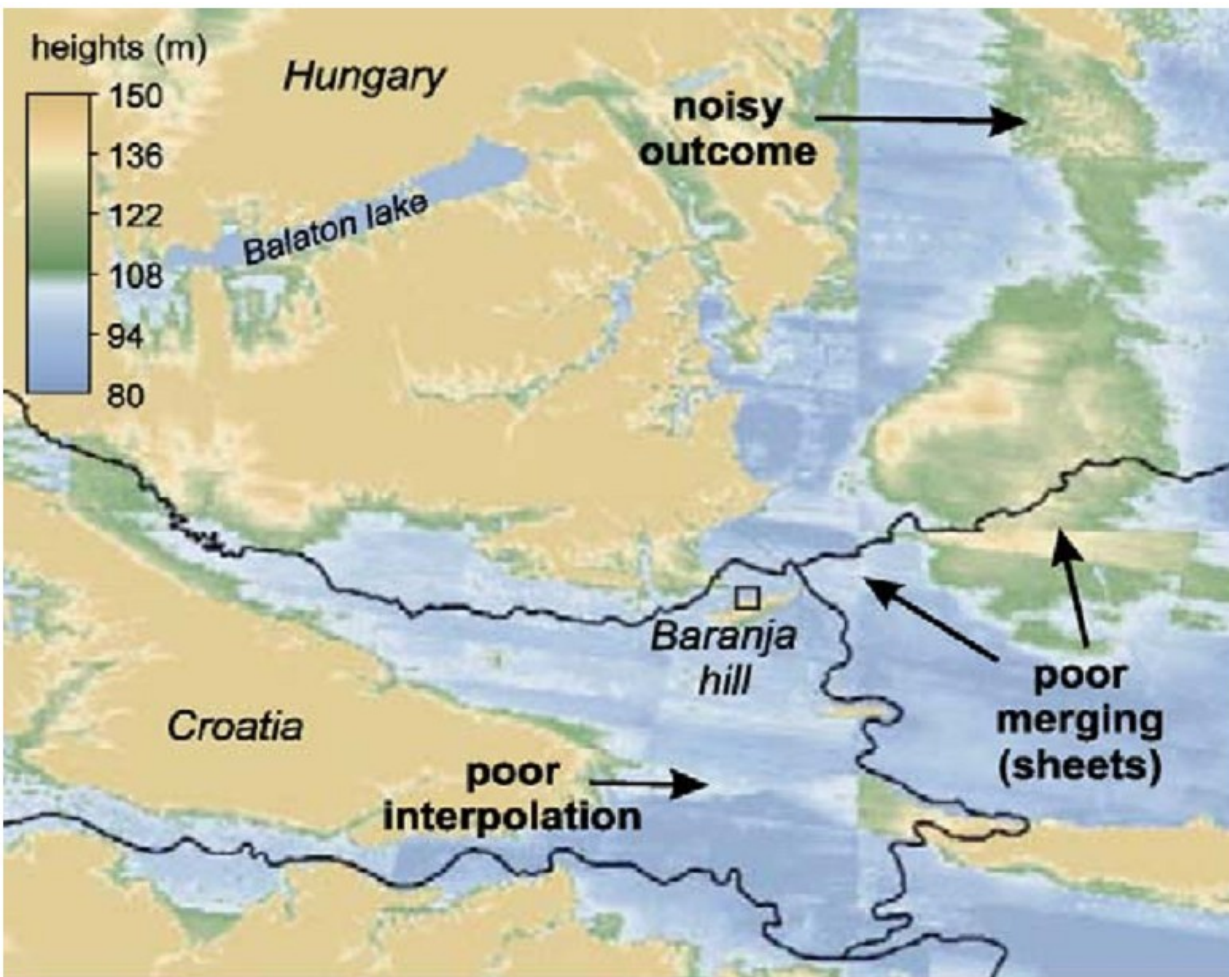 heights (m)
150
136
122
108
94
80
Hungary
Balaton lake
noisy
outcome
Baranja
hill
Croatia
poor
interpolation
poor
merging
(sheets)